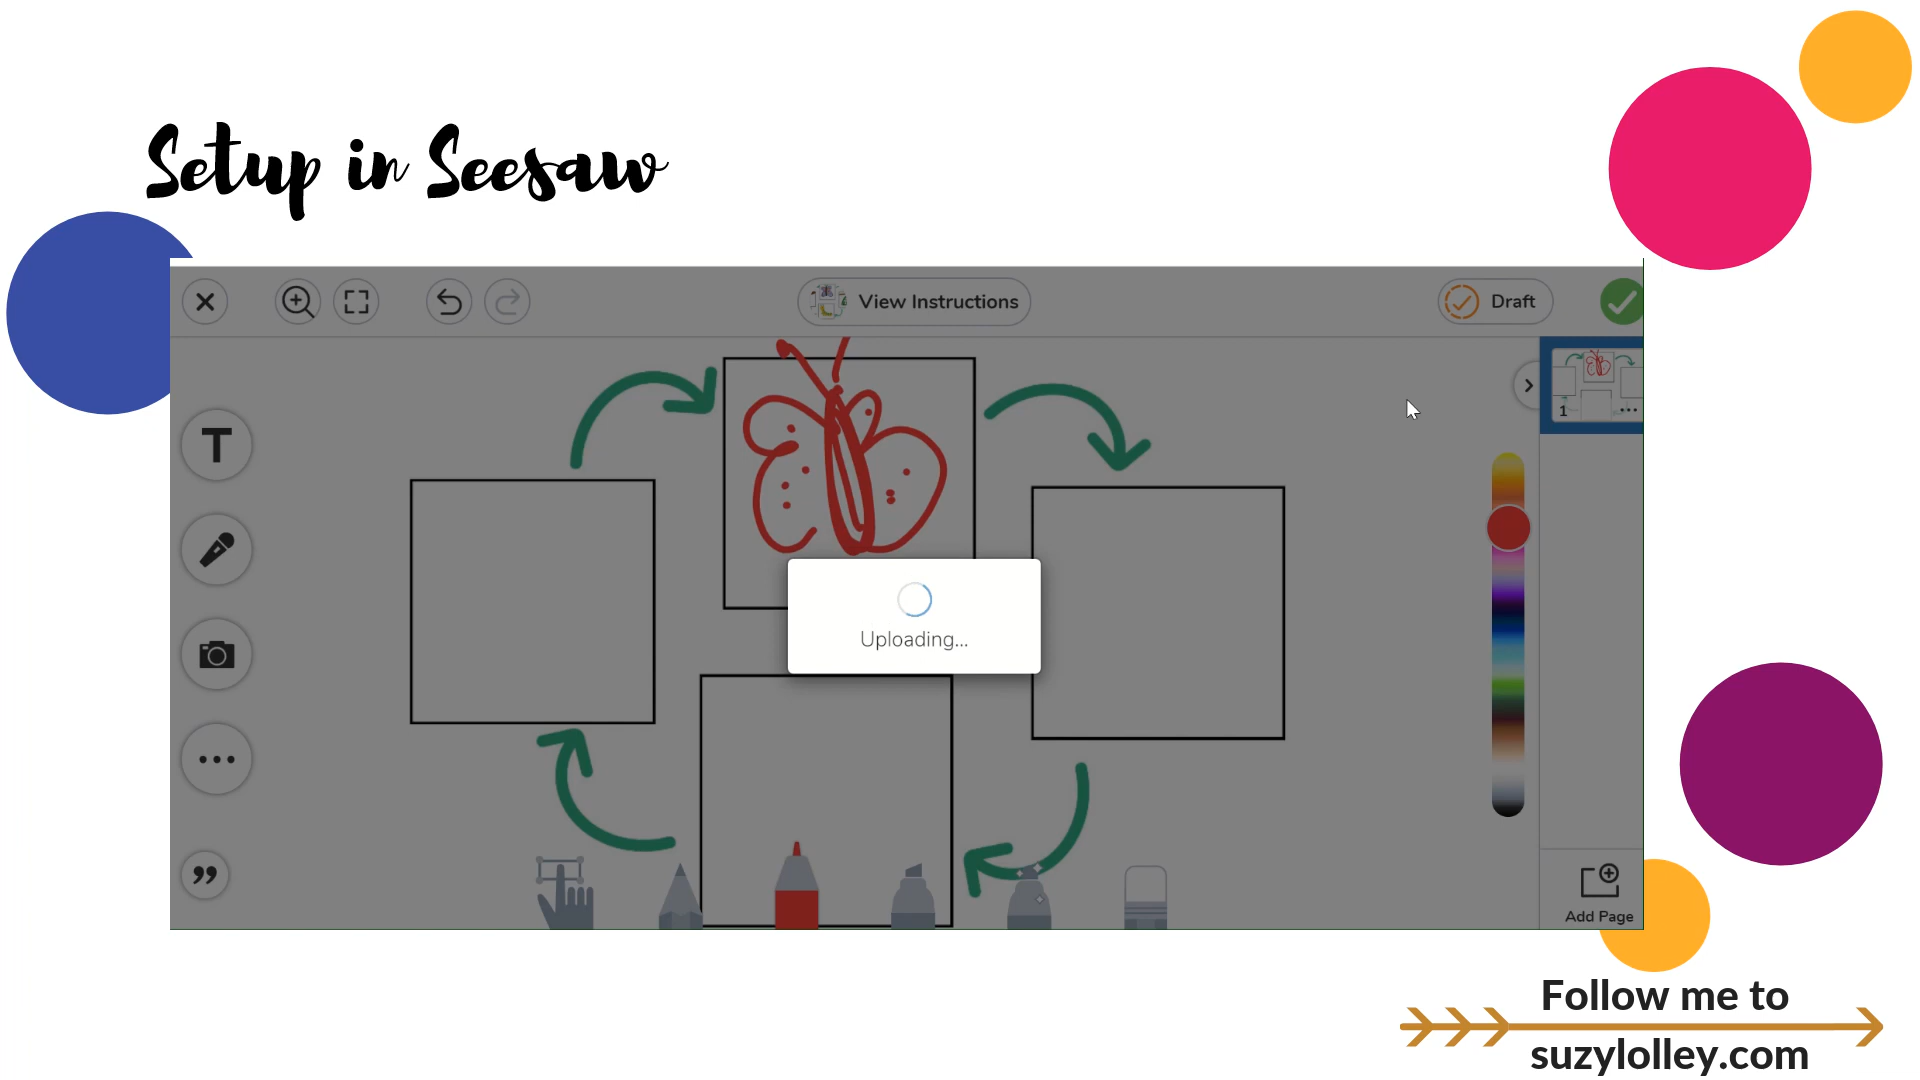 Setup in Seesaw
View Instructions
Draft
T
1
Uploading...
Add Page
Follow me to
suzylolley.com